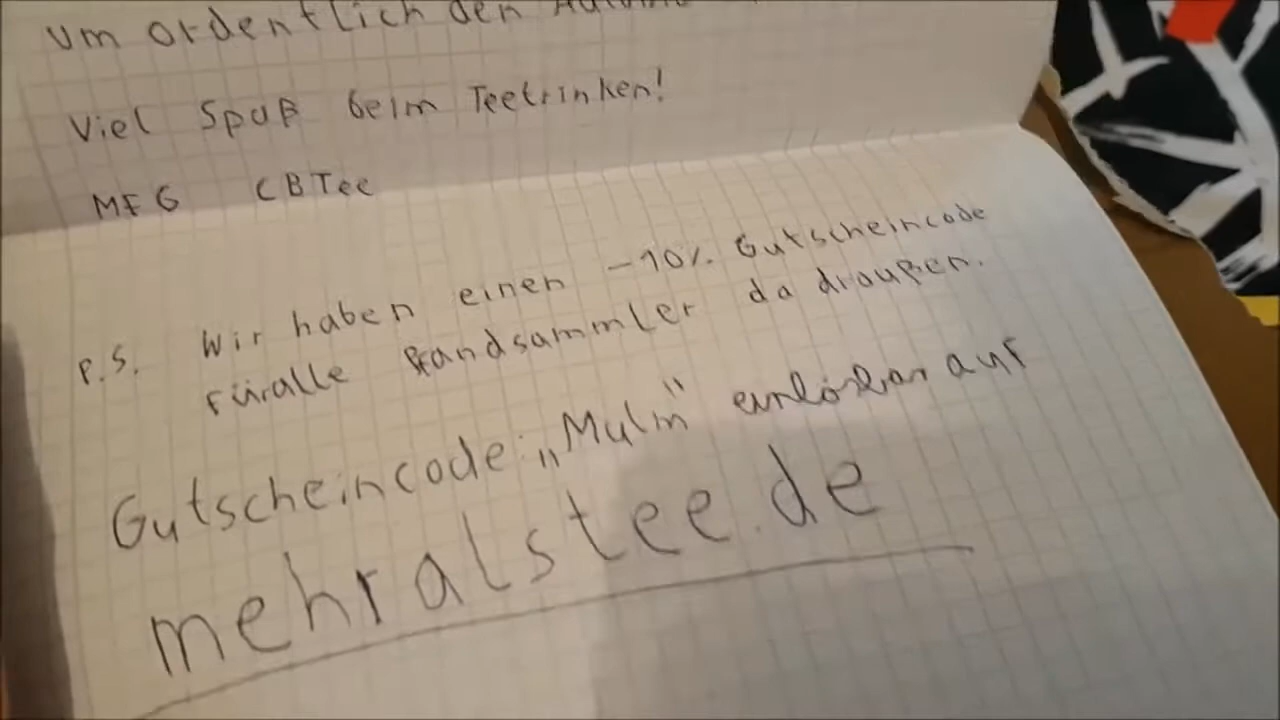 um ordentlich den
Viel Spaß beim Teetrinken!
MFG CBTee
P.S. Wir haben einen -10% Gutscheincode
für alle Pfandsammler da draußen.
Gutscheincode: „Mulm" einlösbar auf
mehralstee.de